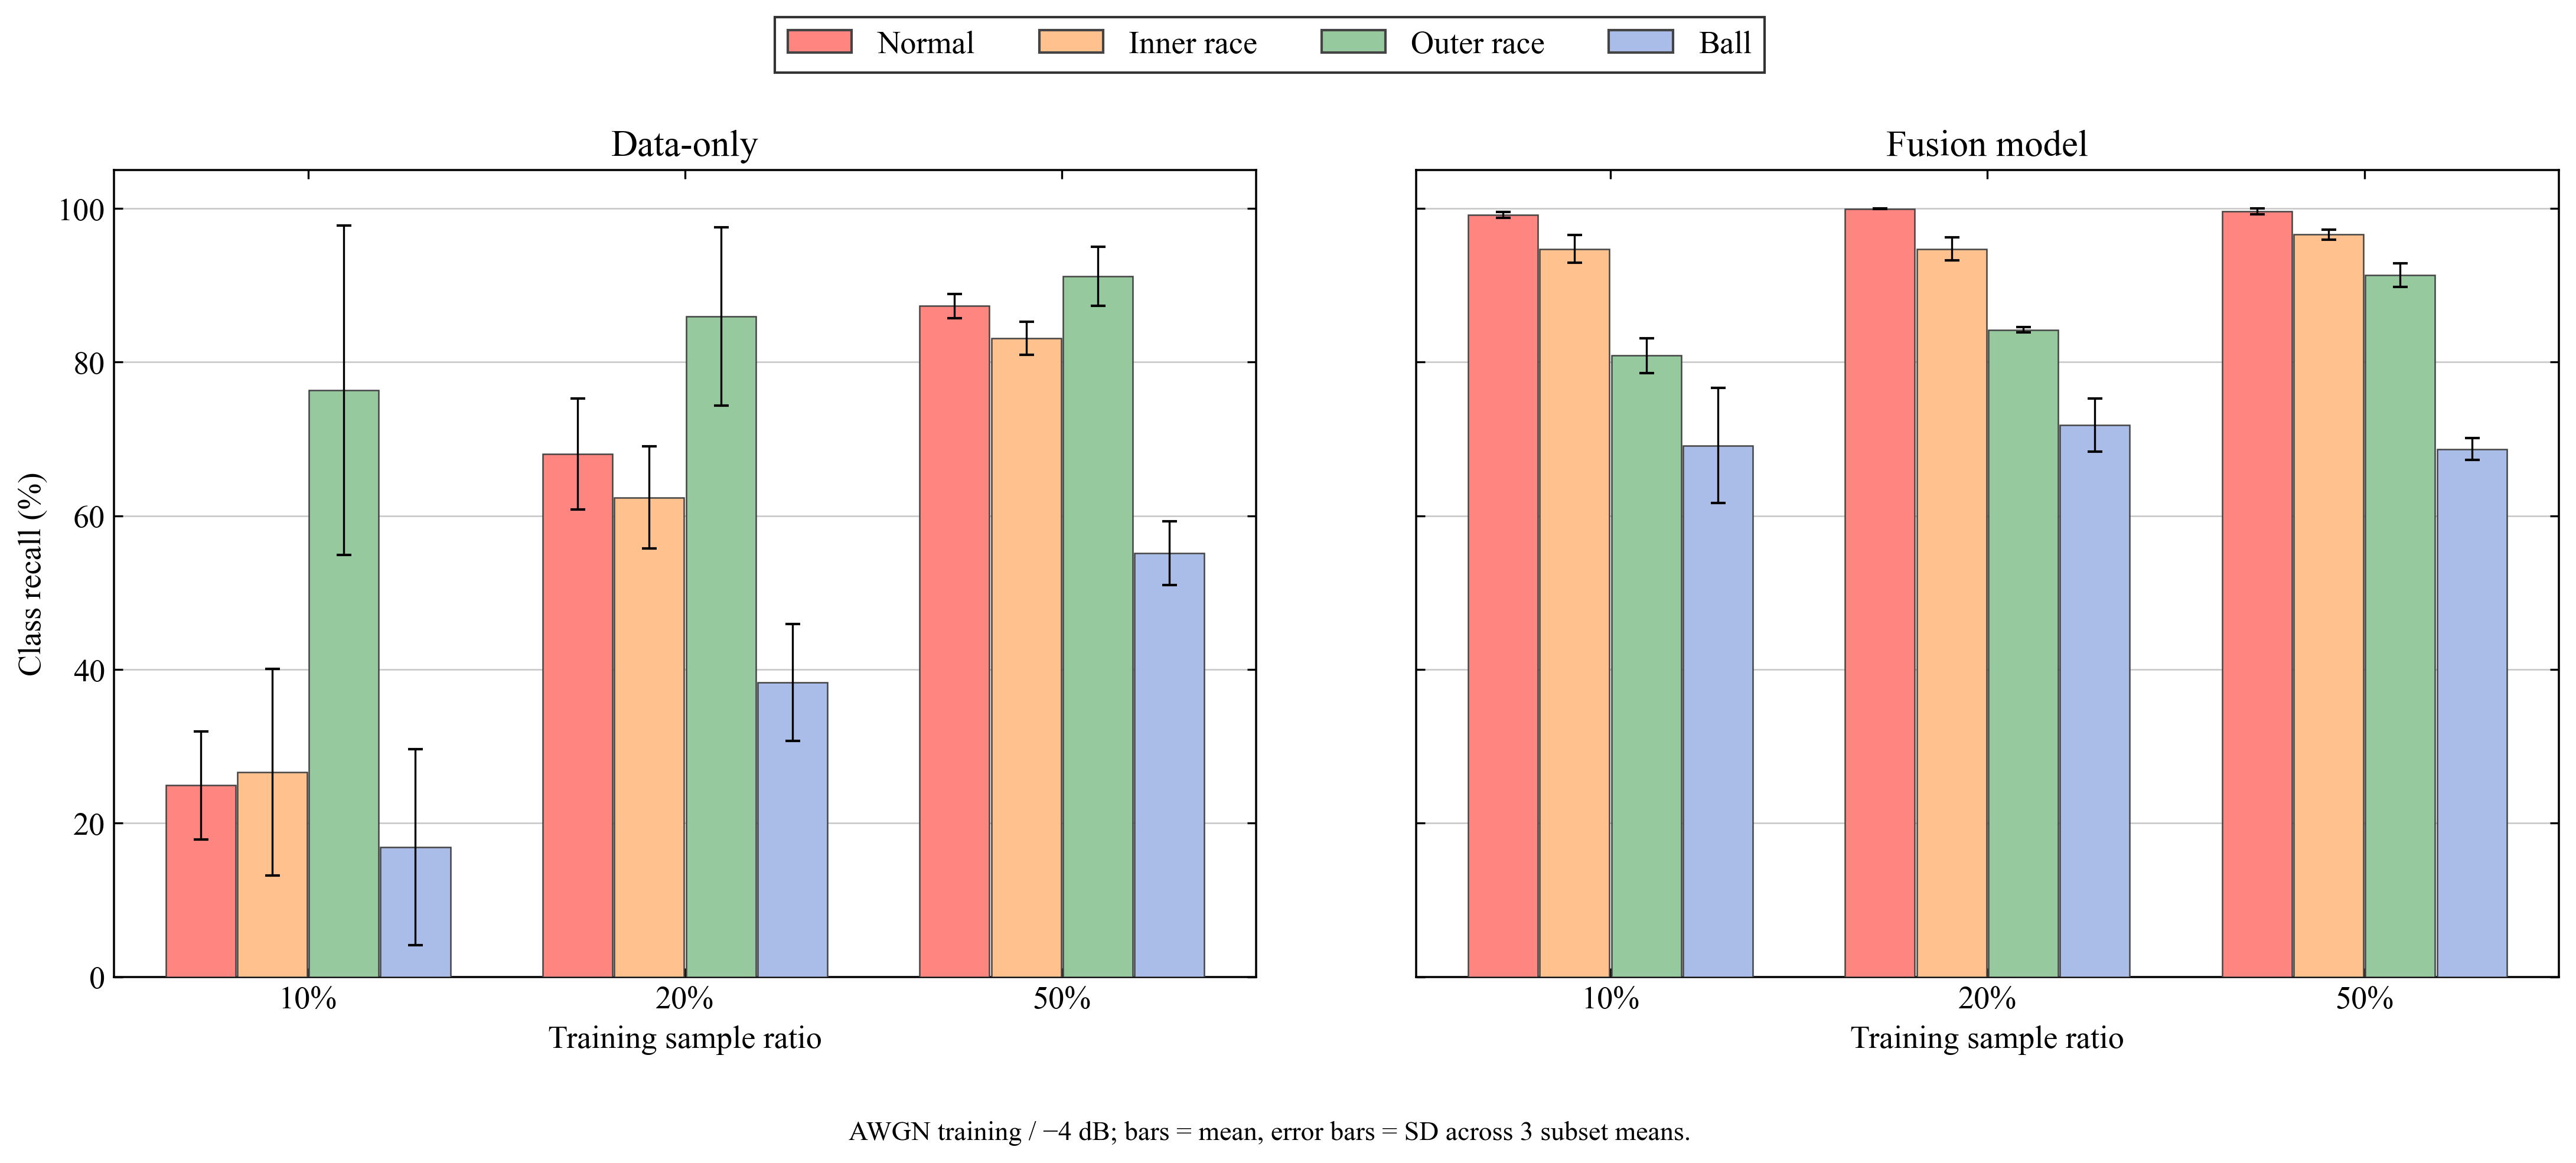 Normal Inner race Outer race Ball
Data-only
Fusion model
Class recall (%)
100
80
60
40
20
0
10% 20% 50%
10% 20% 50%
Training sample ratio
Training sample ratio
AWGN training / −4 dB; bars = mean, error bars = SD across 3 subset means.